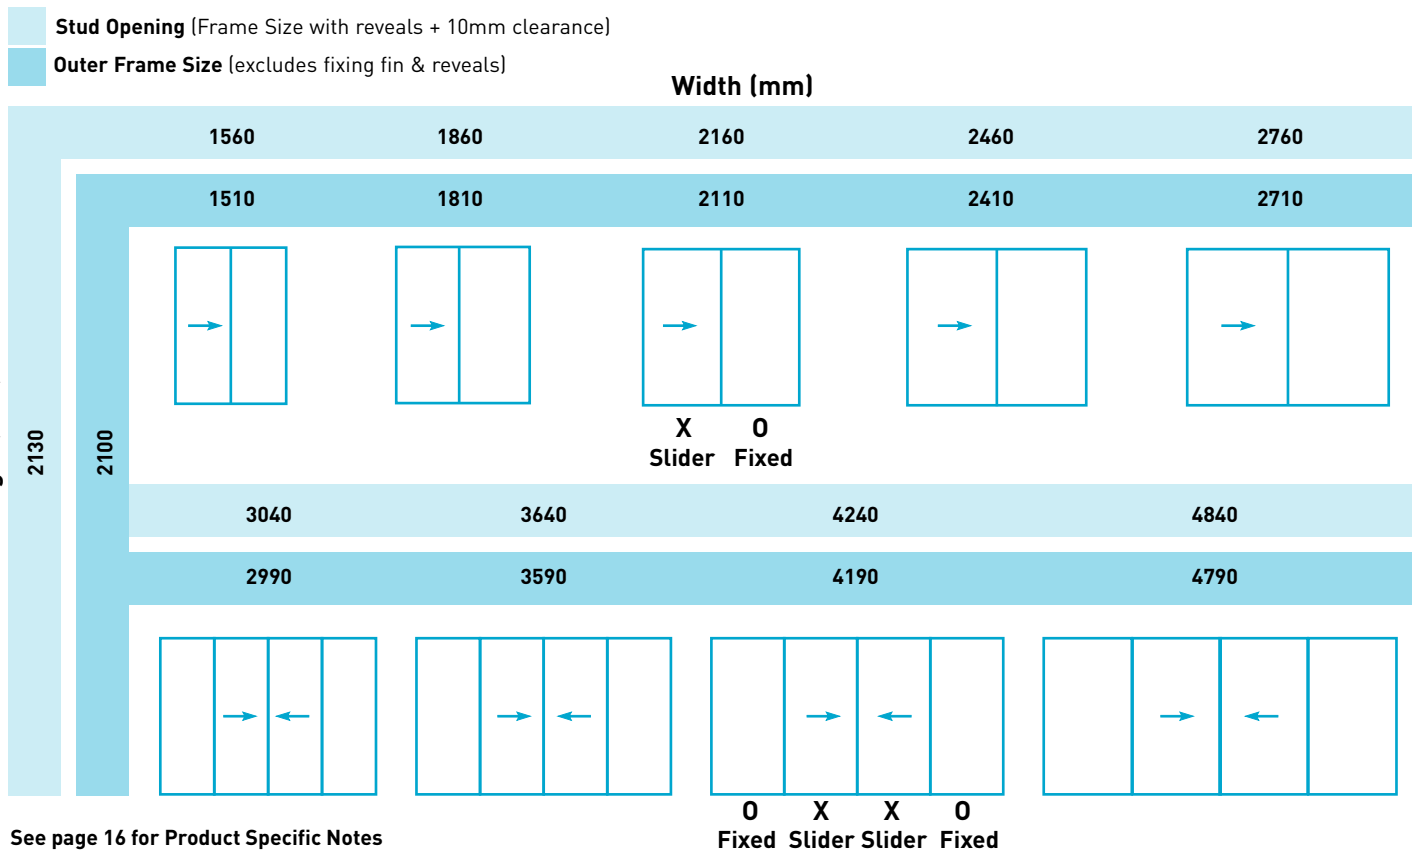 Stud Opening (Frame Size with reveals + 10mm clearance)
Outer Frame Size (excludes fixing fin & reveals)
Width (mm)
1560 1860 2160 2460 2760
1510 1810 2110 2410 2710
X O
Slider Fixed
2130
2100
3040 3640 4240 4840
2990 3590 4190 4790
O X X O
Fixed Slider Slider Fixed
See page 16 for Product Specific Notes